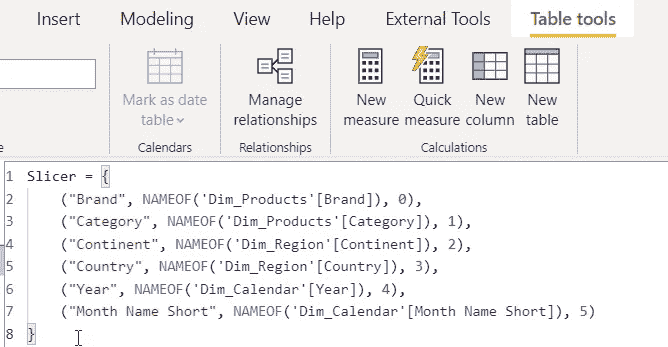 Insert Modeling Relationships View Help External Tools Table tools
Mark as date
table
Manage
relationships
New
measure
Quick
measure
New
column
New
table
Calendars Relationships Calculations
1 Slicer = {
2 ("Brand", NAMEOF('Dim_Products'[Brand]), 0),
3 ("Category", NAMEOF('Dim_Products'[Category]), 1),
4 ("Continent", NAMEOF('Dim_Region'[Continent]), 2),
5 ("Country", NAMEOF('Dim_Region'[Country]), 3),
6 ("Year", NAMEOF('Dim_Calendar'[Year]), 4),
7 ("Month Name Short", NAMEOF('Dim_Calendar'[Month Name Short]), 5)
8 }